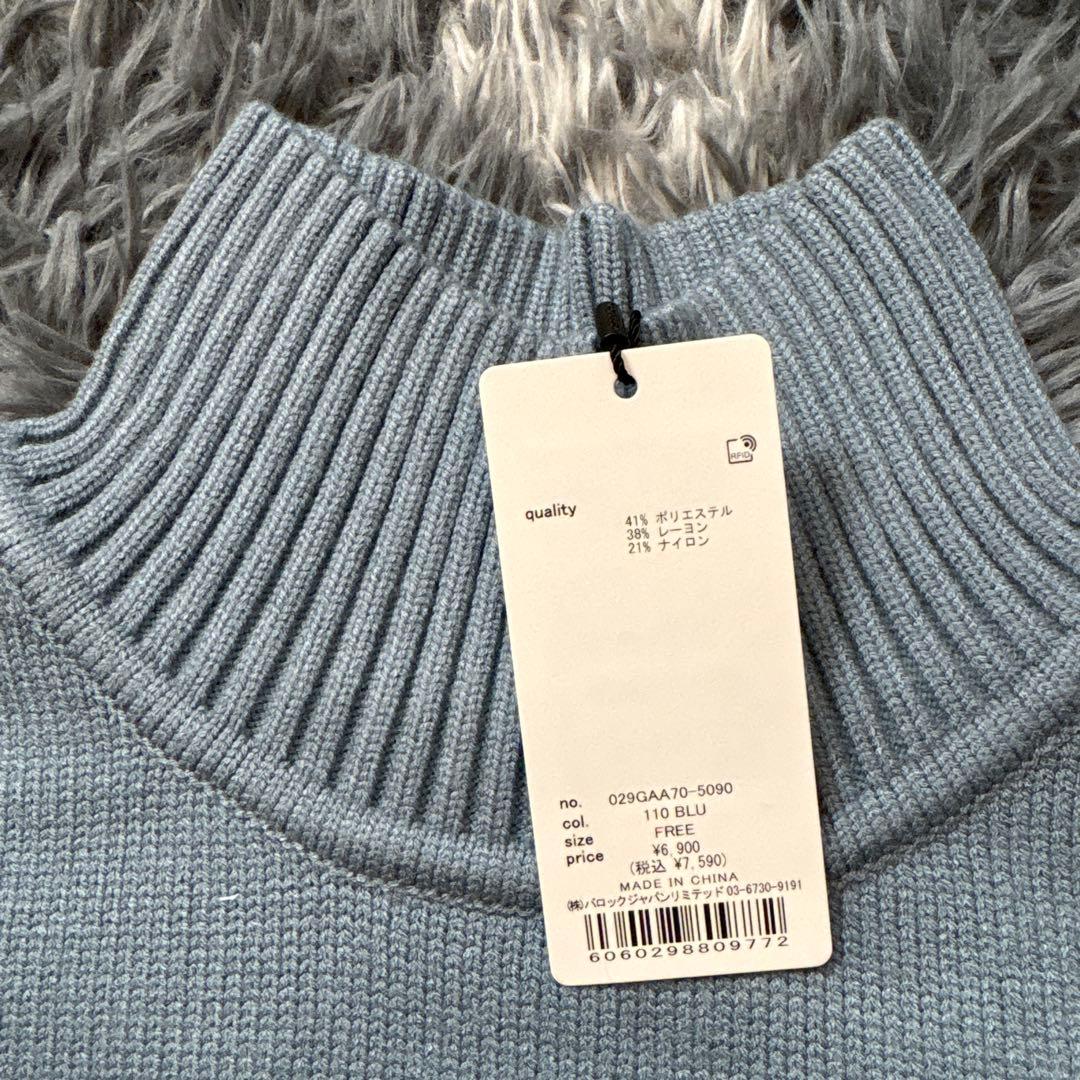 RFID
quality
41% ポリエステル
38% レーヨン
21% ナイロン
no. 029GAA70-5090
col. 110 BLU
size FREE
price ¥6,900
(税込 ¥7,590)
MADE IN CHINA
(株)バロックジャパンリミテッド 03-6730-9191
6060298809772